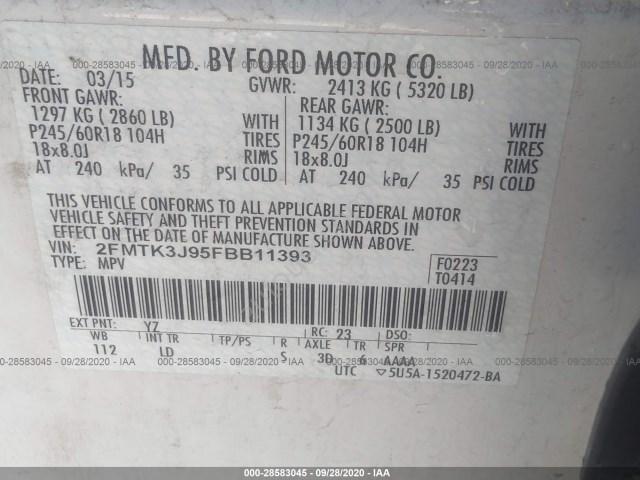 MFD. BY FORD MOTOR CO.
DATE: 03/15 GVWR: 2413 KG ( 5320 LB)
FRONT GAWR: REAR GAWR:
1297 KG ( 2860 LB) WITH 1134 KG ( 2500 LB) WITH
P245/60R18 104H TIRES P245/60R18 104H TIRES
18x8.0J RIMS 18x8.0J RIMS
AT 240 kPa/ 35 PSI COLD AT 240 kPa/ 35 PSI COLD
THIS VEHICLE CONFORMS TO ALL APPLICABLE FEDERAL MOTOR
VEHICLE SAFETY AND THEFT PREVENTION STANDARDS IN
EFFECT ON THE DATE OF MANUFACTURE SHOWN ABOVE.
VIN: 2FMTK3J95FBB11393
TYPE: MPV
F0223
T0414
EXT PNT: YZ RC: 23 DSO:
WB INT TR TP/PS R AXLE TR SPR
112 LD S 3D 6 AAAA
UTC ▽5U5A-1520472-BA
000-28583045 • 09/28/2020 • IAA